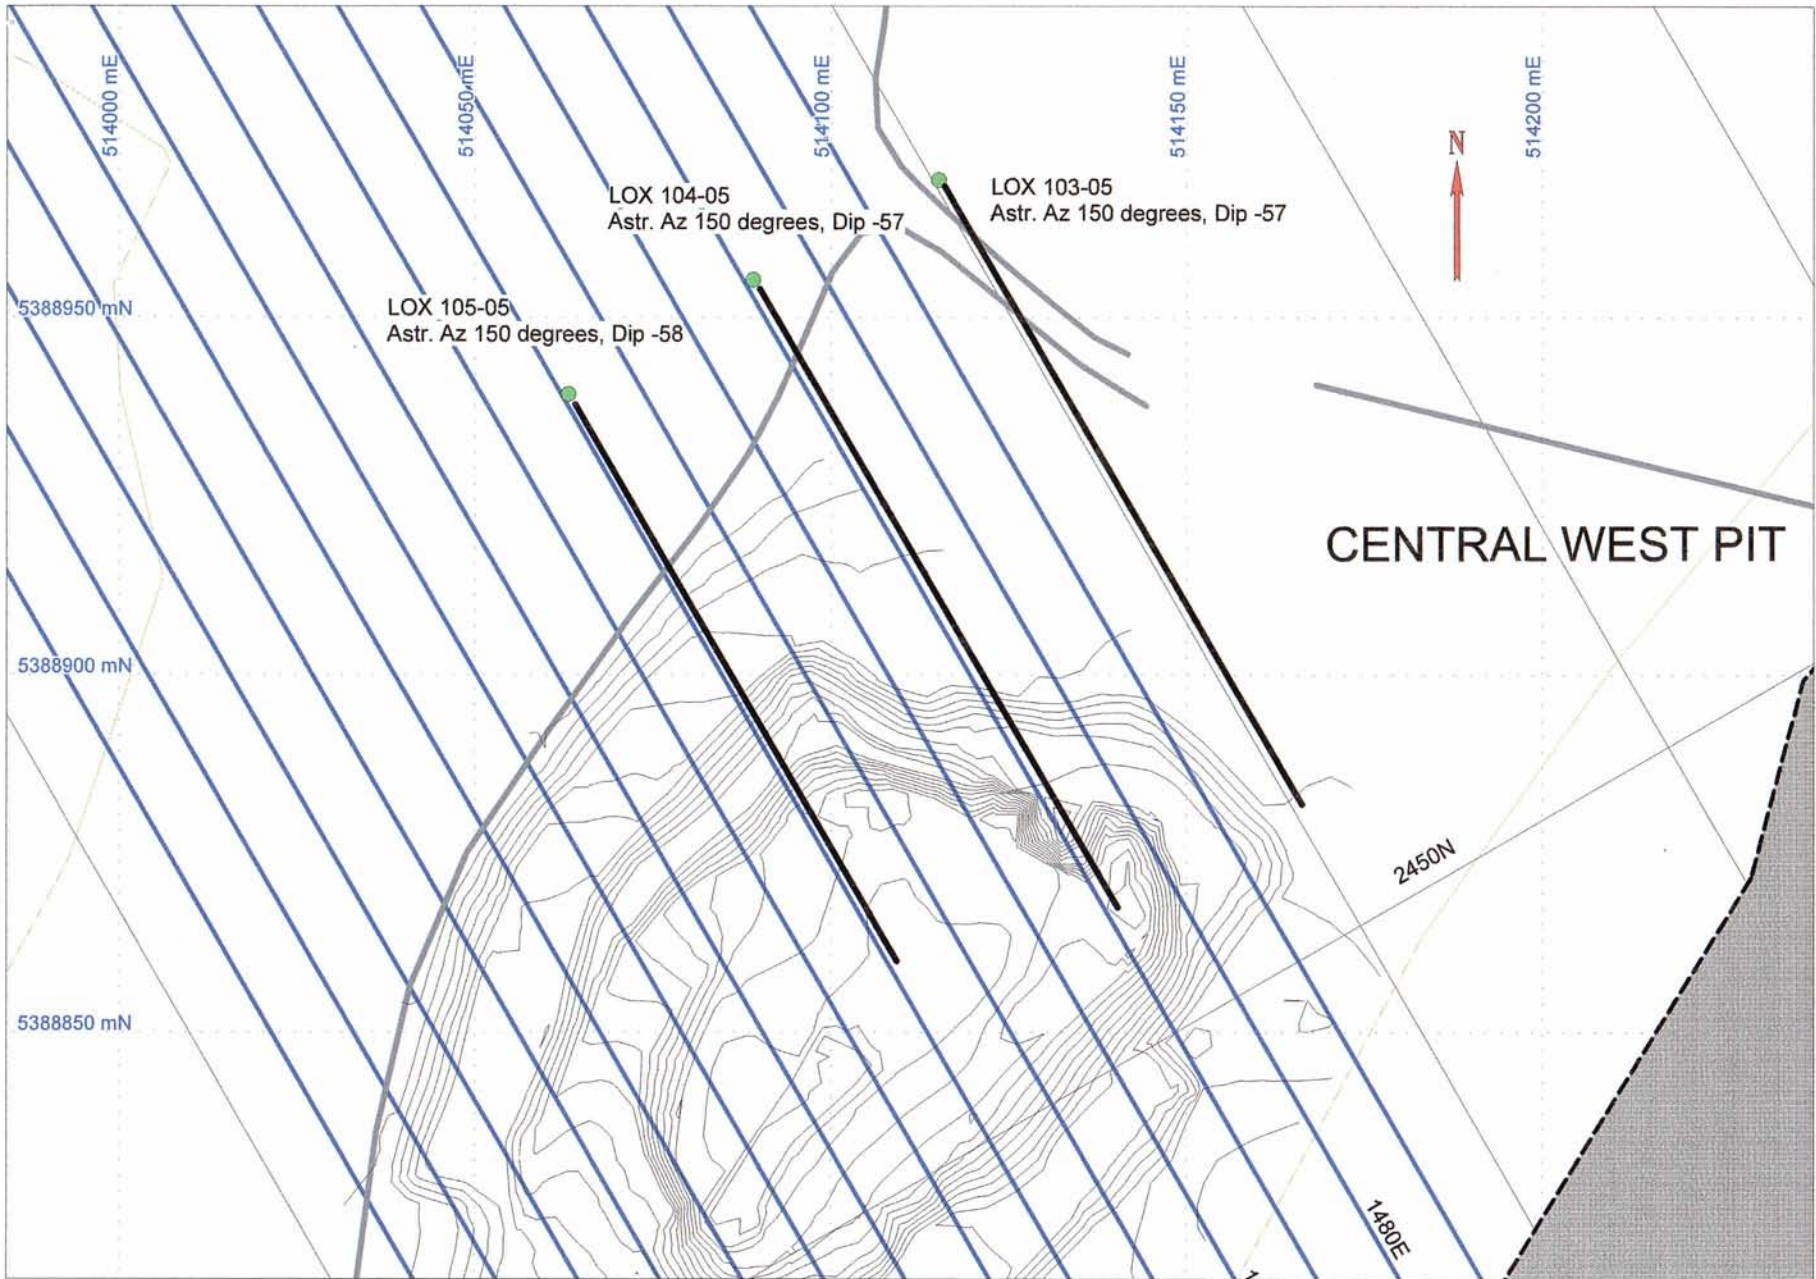 514000 mE
514050 mE
514100 mE
514150 mE
514200 mE
N
LOX 104-05
Astr. Az 150 degrees, Dip -57
LOX 103-05
Astr. Az 150 degrees, Dip -57
LOX 105-05
Astr. Az 150 degrees, Dip -58
5388950 mN
CENTRAL WEST PIT
5388900 mN
2450N
5388850 mN
1480E